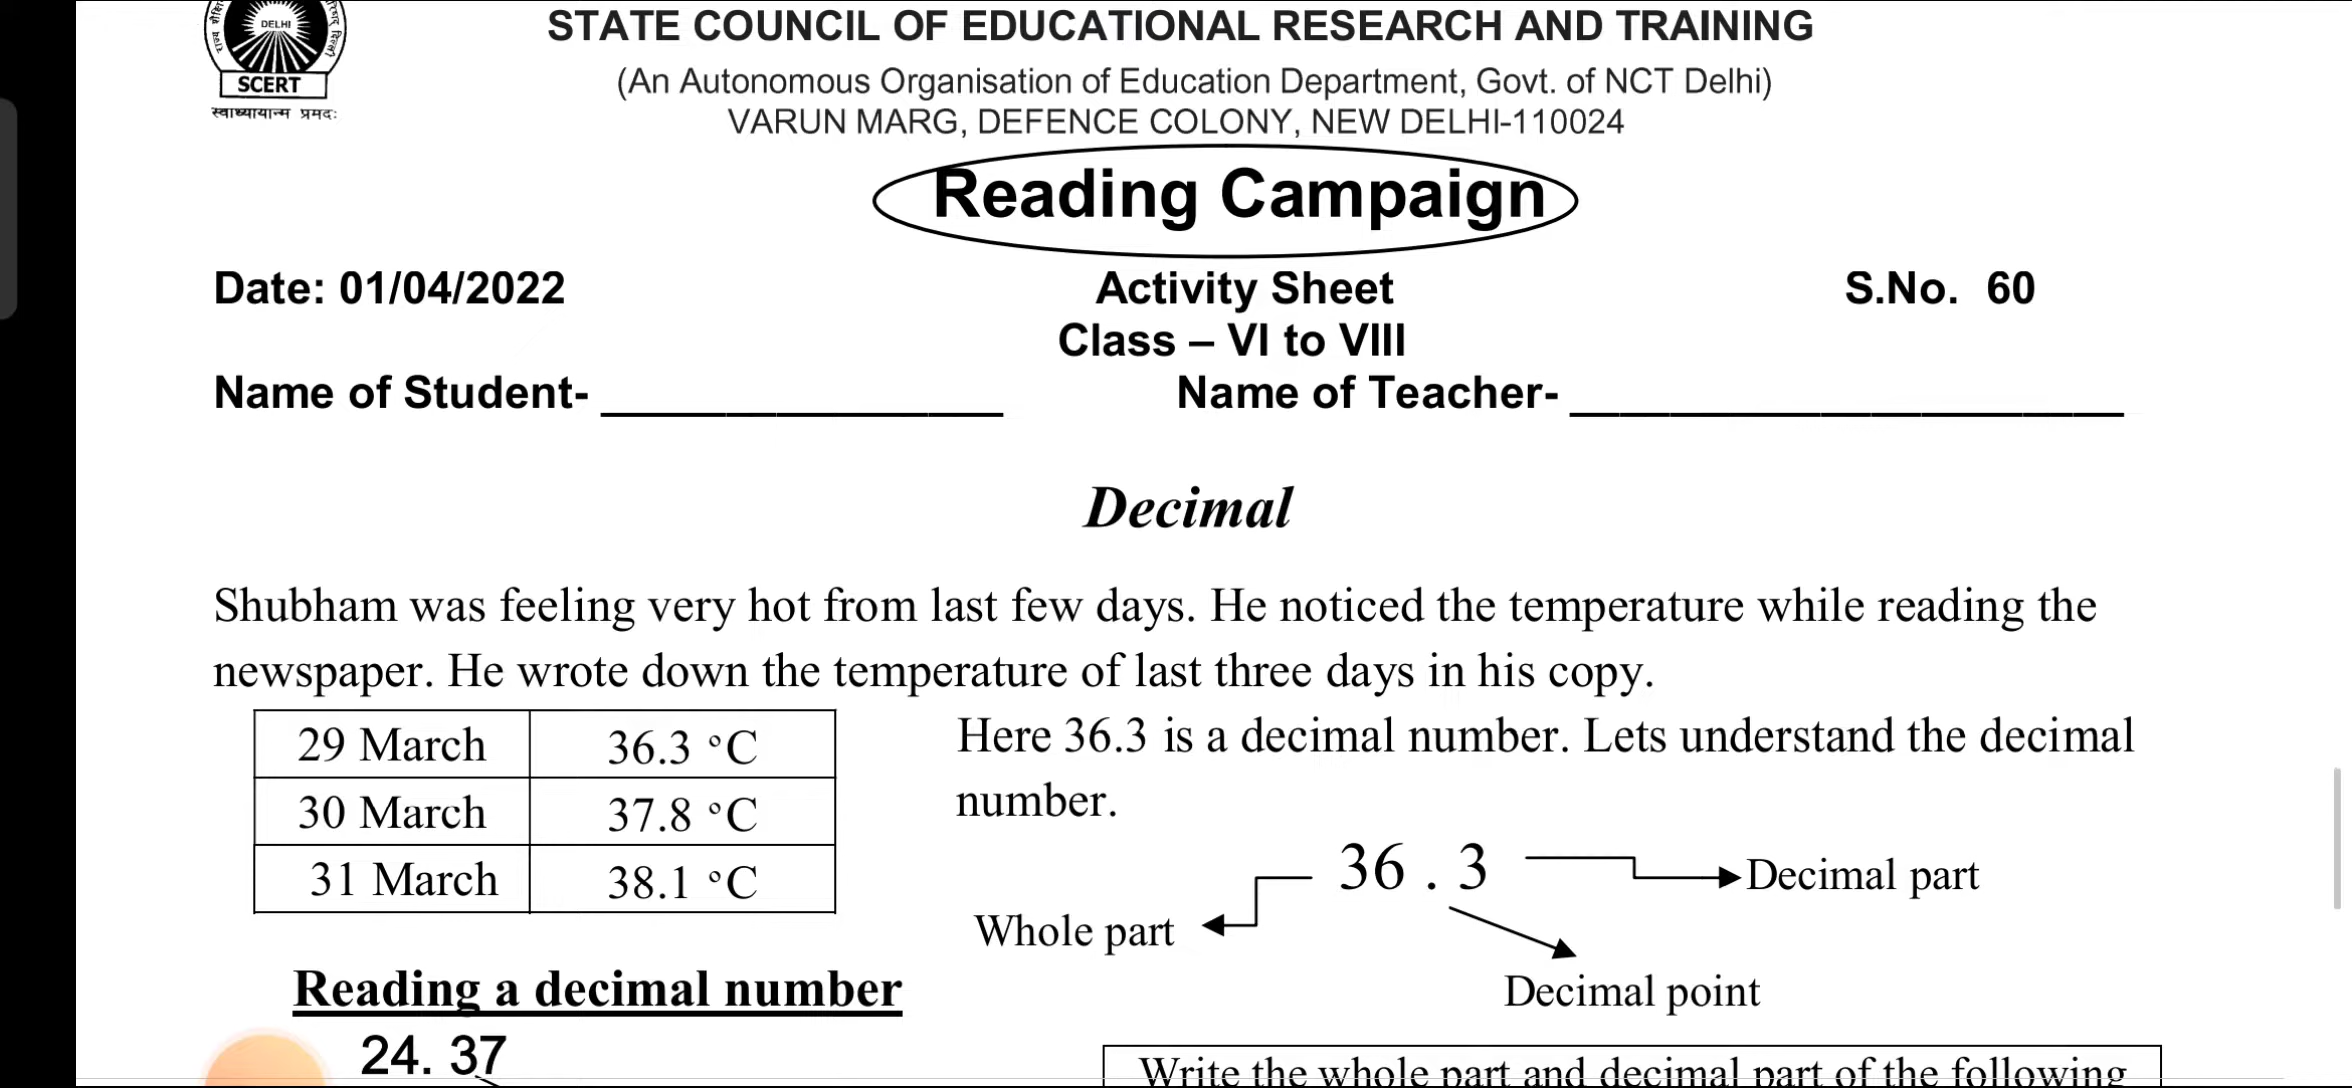 DELHI
SCERT
स्वाध्यायान्म प्रमदः
STATE COUNCIL OF EDUCATIONAL RESEARCH AND TRAINING
(An Autonomous Organisation of Education Department, Govt. of NCT Delhi)
VARUN MARG, DEFENCE COLONY, NEW DELHI-110024
Reading Campaign
Date: 01/04/2022 Activity Sheet S.No. 60
Class – VI to VIII
Name of Student- Name of Teacher-
Decimal
Shubham was feeling very hot from last few days. He noticed the temperature while reading the
newspaper. He wrote down the temperature of last three days in his copy.
29 March 36.3 °C
30 March 37.8 °C
31 March 38.1 °C
Here 36.3 is a decimal number. Lets understand the decimal
number.
36 . 3 Decimal part
Whole part
Decimal point
Reading a decimal number
24. 37
Write the whole part and decimal part of the following